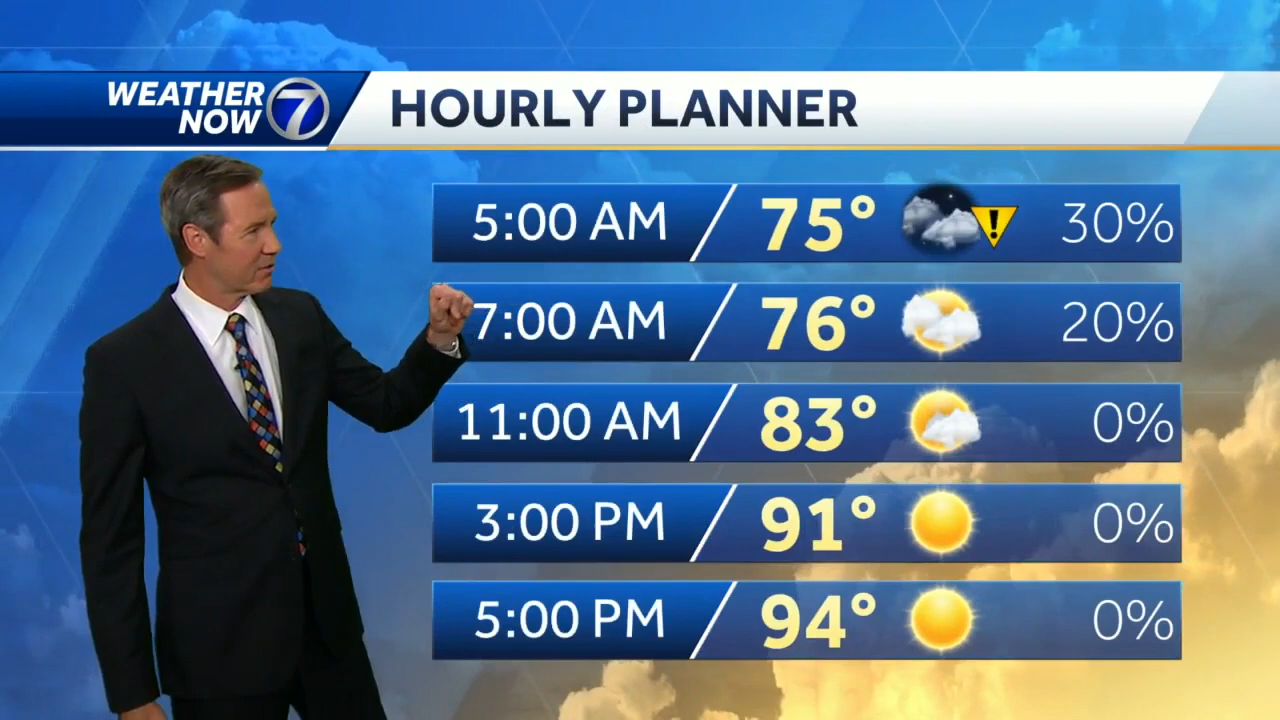 WEATHER
NOW 7
HOURLY PLANNER
5:00 AM 75° ! 30%
7:00 AM 76° 20%
11:00 AM 83° 0%
3:00 PM 91° 0%
5:00 PM 94° 0%